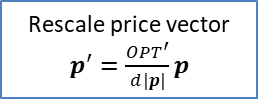 Rescale price vector
p′ = OPT′ / d|p| p